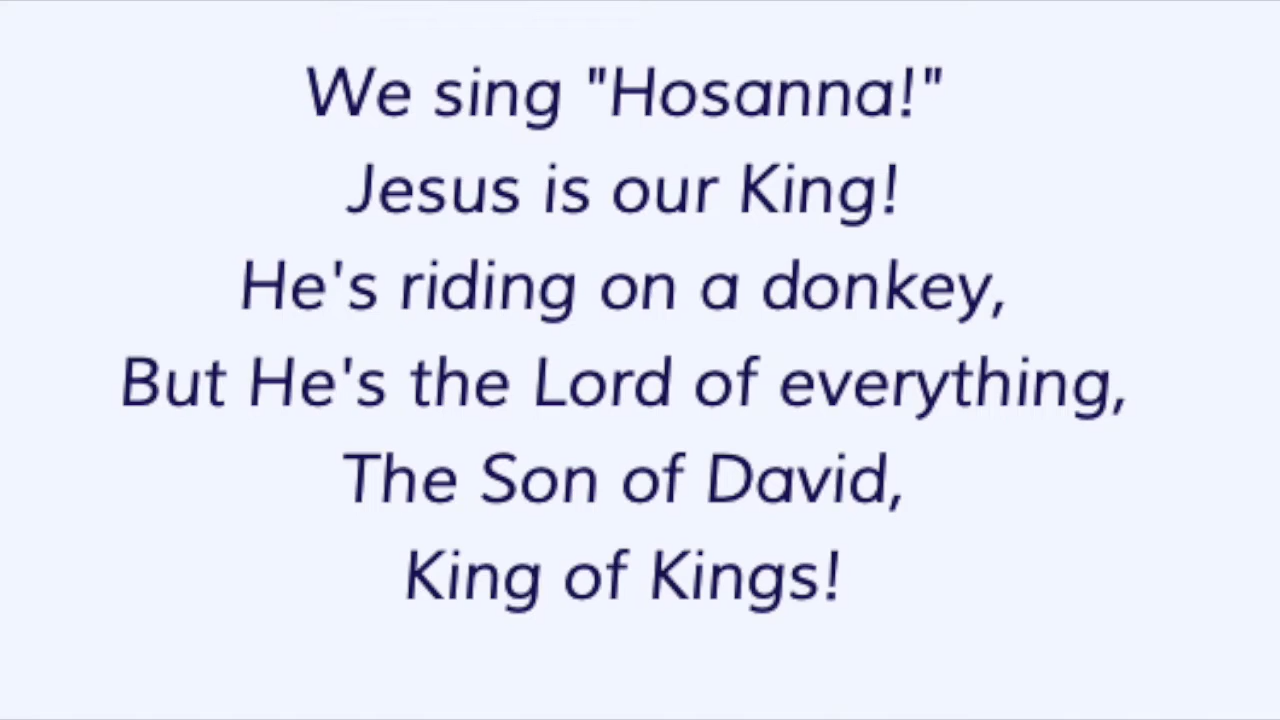 We sing "Hosanna!"
Jesus is our King!
He's riding on a donkey,
But He's the Lord of everything,
The Son of David,
King of Kings!